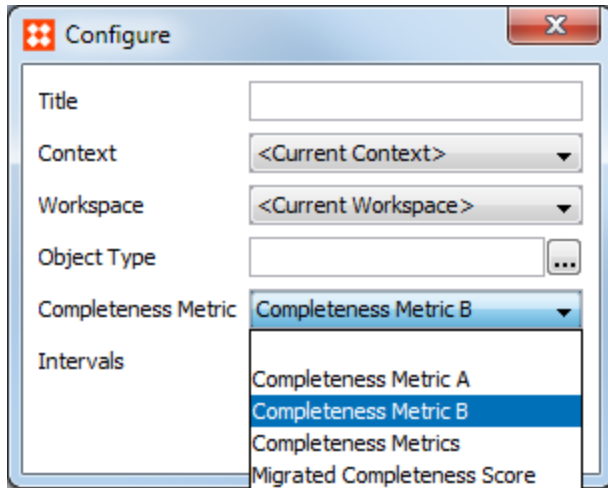 Configure
Title
Context <Current Context>
Workspace <Current Workspace>
Object Type ...
Completeness Metric Completeness Metric B
Intervals
Completeness Metric A
Completeness Metric B
Completeness Metrics
Migrated Completeness Score